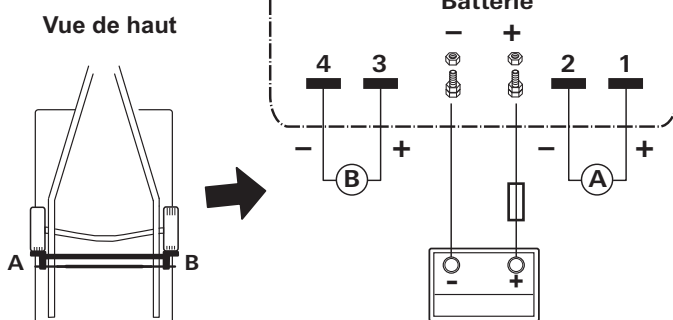 Batterie
Vue de haut
− +
4 3 2 1
− + − +
B A
A B
- +